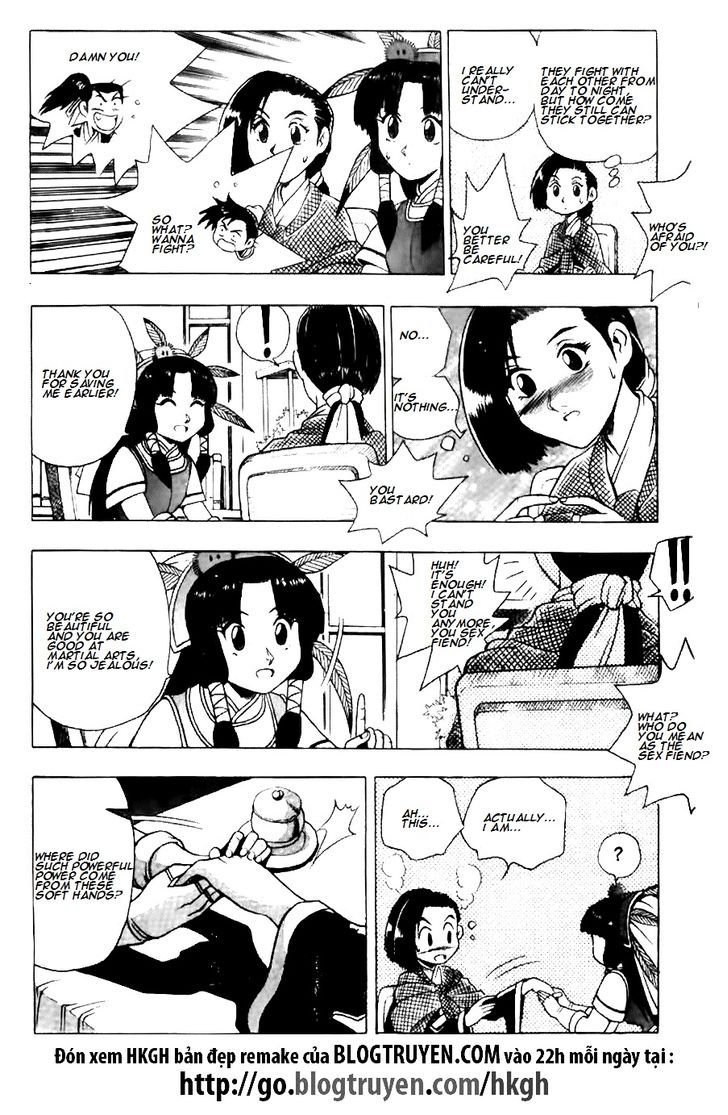 DAMN YOU!
SO
WHAT?
WANNA
FIGHT?
I REALLY
CAN'T
UNDER-
STAND...
THEY FIGHT WITH
EACH OTHER FROM
DAY TO NIGHT,
BUT HOW COME
THEY STILL CAN
STICK TOGETHER?
YOU
BETTER
BE
CAREFUL!
WHO'S
AFRAID
OF YOU?!
THANK YOU
FOR SAVING
ME EARLIER!
!
NO...
IT'S
NOTHING...
YOU
BASTARD!
YOU'RE SO
BEAUTIFUL
AND YOU ARE
GOOD AT
MARTIAL ARTS,
I'M SO JEALOUS!
HUH!
IT'S
ENOUGH!
I CAN'T
STAND
YOU
ANYMORE,
YOU SEX
FIEND!
!!
WHAT?
WHO DO
YOU MEAN
AS THE
SEX FIEND?
WHERE DID
SUCH POWERFUL
POWER COME
FROM THESE
SOFT HANDS?
AH...
THIS...
ACTUALLY...
I AM...
?
Đón xem HKGH bản đẹp remake của BLOGTRUYEN.COM vào 22h mỗi ngày tại :
http://go.blogtruyen.com/hkgh